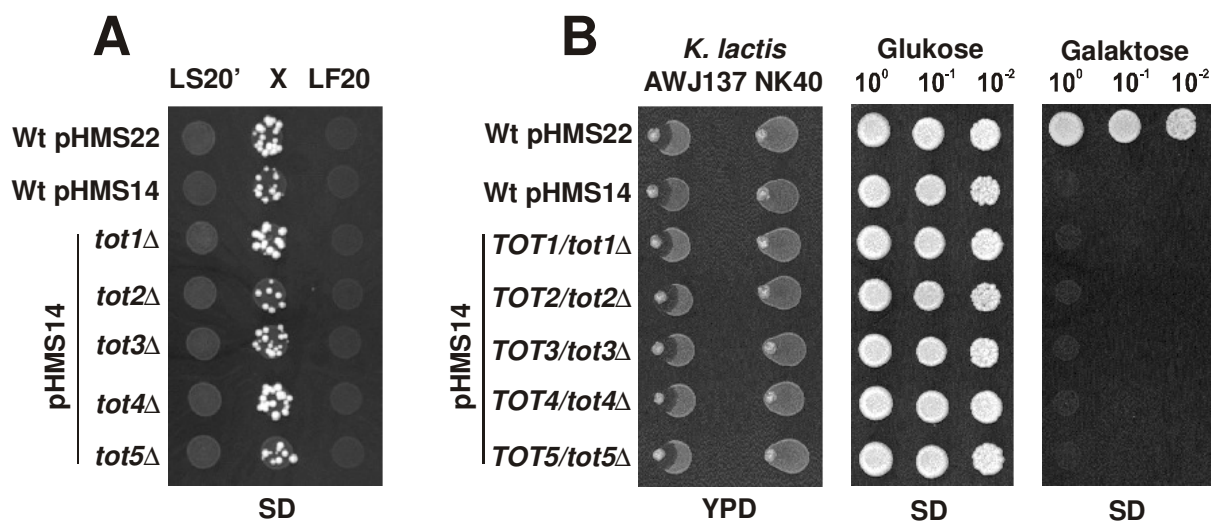 A
LS20’ X LF20
Wt pHMS22
Wt pHMS14
tot1Δ
tot2Δ
tot3Δ
tot4Δ
tot5Δ
pHMS14
SD
B
K. lactis
AWJ137 NK40
Glukose
10⁰ 10⁻¹ 10⁻²
Galaktose
10⁰ 10⁻¹ 10⁻²
Wt pHMS22
Wt pHMS14
TOT1/tot1Δ
TOT2/tot2Δ
TOT3/tot3Δ
TOT4/tot4Δ
TOT5/tot5Δ
pHMS14
YPD
SD
SD